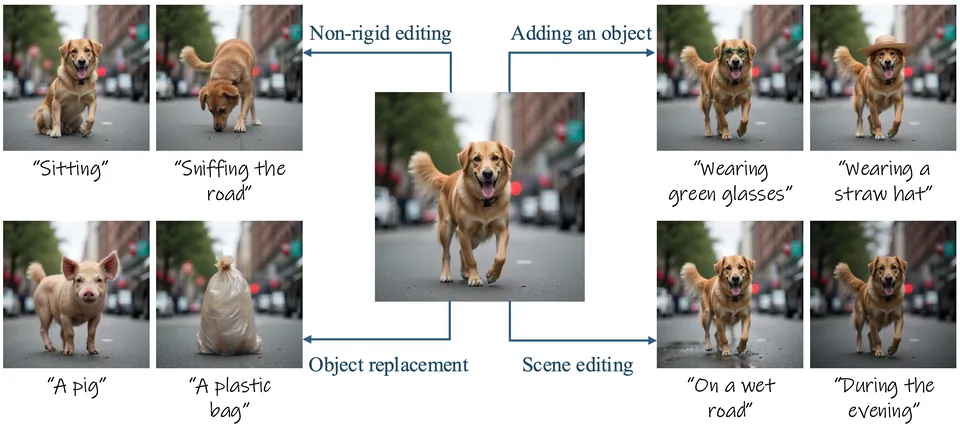 Non-rigid editing
Adding an object
"Sitting"
"Sniffing the
road"
"Wearing
green glasses"
"Wearing a
straw hat"
Object replacement
Scene editing
"A pig"
"A plastic
bag"
"On a wet
road"
"During the
evening"